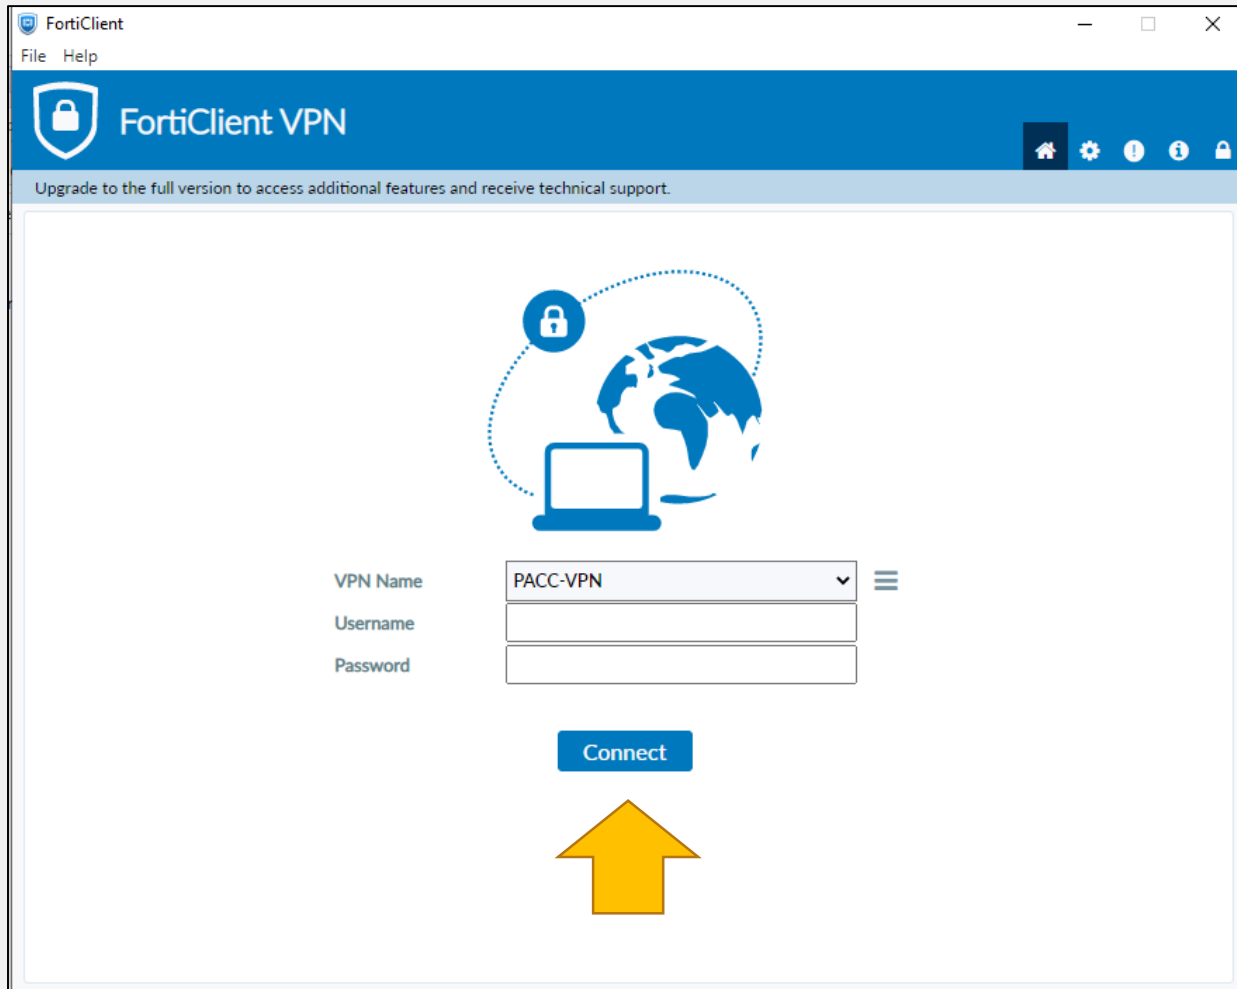 FortiClient
File Help
FortiClient VPN
Upgrade to the full version to access additional features and receive technical support.
VPN Name PACC-VPN
Username
Password
Connect